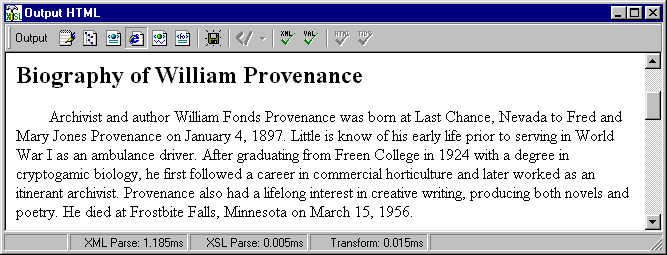 Output HTML
Output XML VAL HTML TIDY
Biography of William Provenance
Archivist and author William Fonds Provenance was born at Last Chance, Nevada to Fred and
Mary Jones Provenance on January 4, 1897. Little is know of his early life prior to serving in World
War I as an ambulance driver. After graduating from Freen College in 1924 with a degree in
cryptogamic biology, he first followed a career in commercial horticulture and later worked as an
itinerant archivist. Provenance also had a lifelong interest in creative writing, producing both novels and
poetry. He died at Frostbite Falls, Minnesota on March 15, 1956.
XML Parse: 1.185ms XSL Parse: 0.005ms Transform: 0.015ms